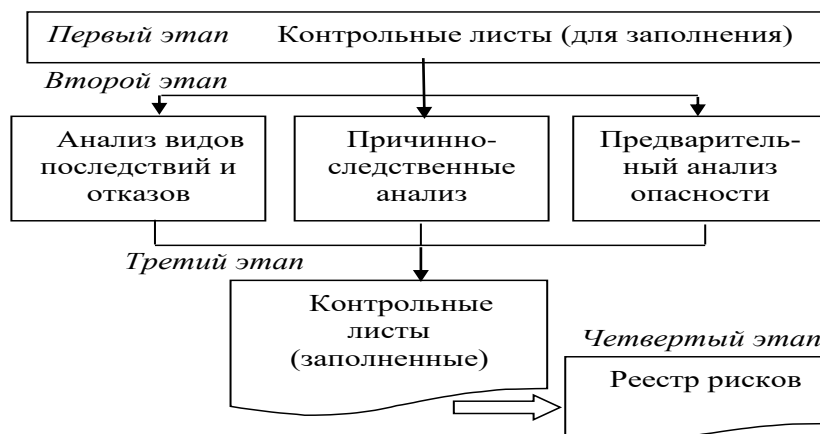 Первый этап Контрольные листы (для заполнения)
Второй этап
Анализ видов
последствий и
отказов
Причинно-
следственные
анализ
Предваритель-
ный анализ
опасности
Третий этап
Контрольные
листы
(заполненные)
Четвертый этап
Реестр рисков